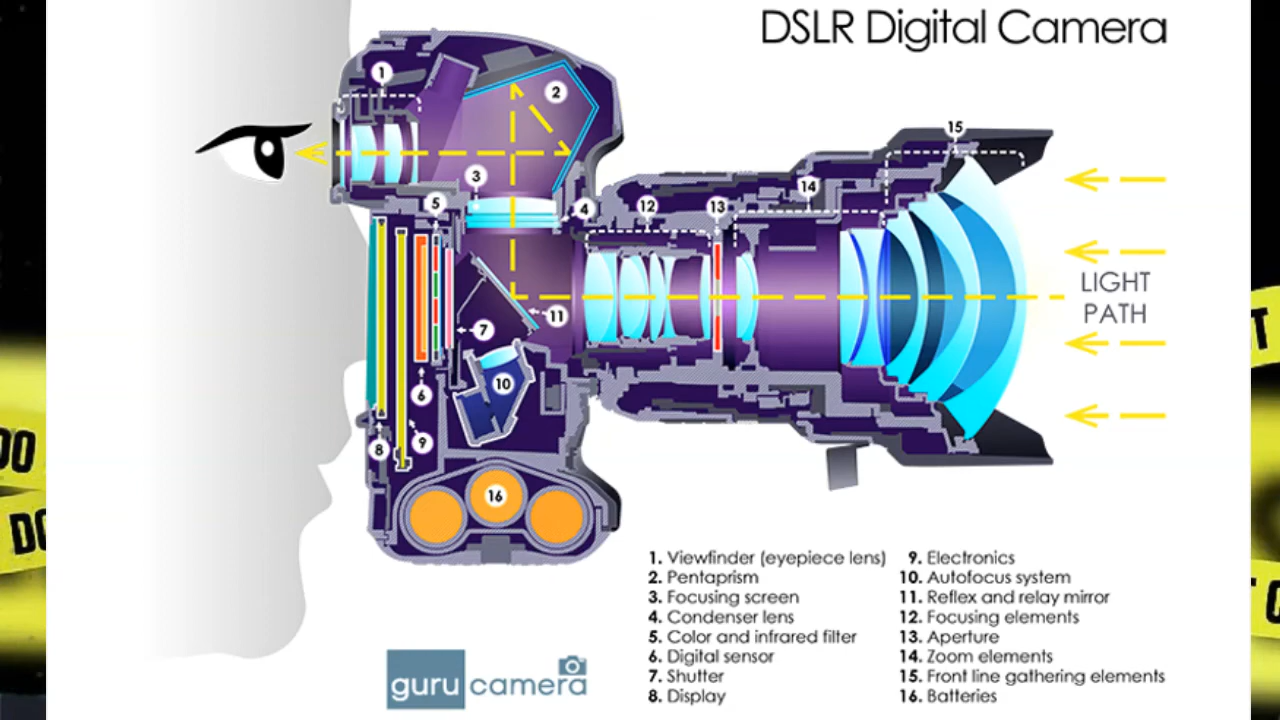 DSLR Digital Camera
1
2
15
3
14
5
4
12
13
LIGHT
PATH
11
7
10
6
8
9
16
1. Viewfinder (eyepiece lens)
2. Pentaprism
3. Focusing screen
4. Condenser lens
5. Color and infrared filter
6. Digital sensor
7. Shutter
8. Display
9. Electronics
10. Autofocus system
11. Reflex and relay mirror
12. Focusing elements
13. Aperture
14. Zoom elements
15. Front line gathering elements
16. Batteries
guru camera
DO